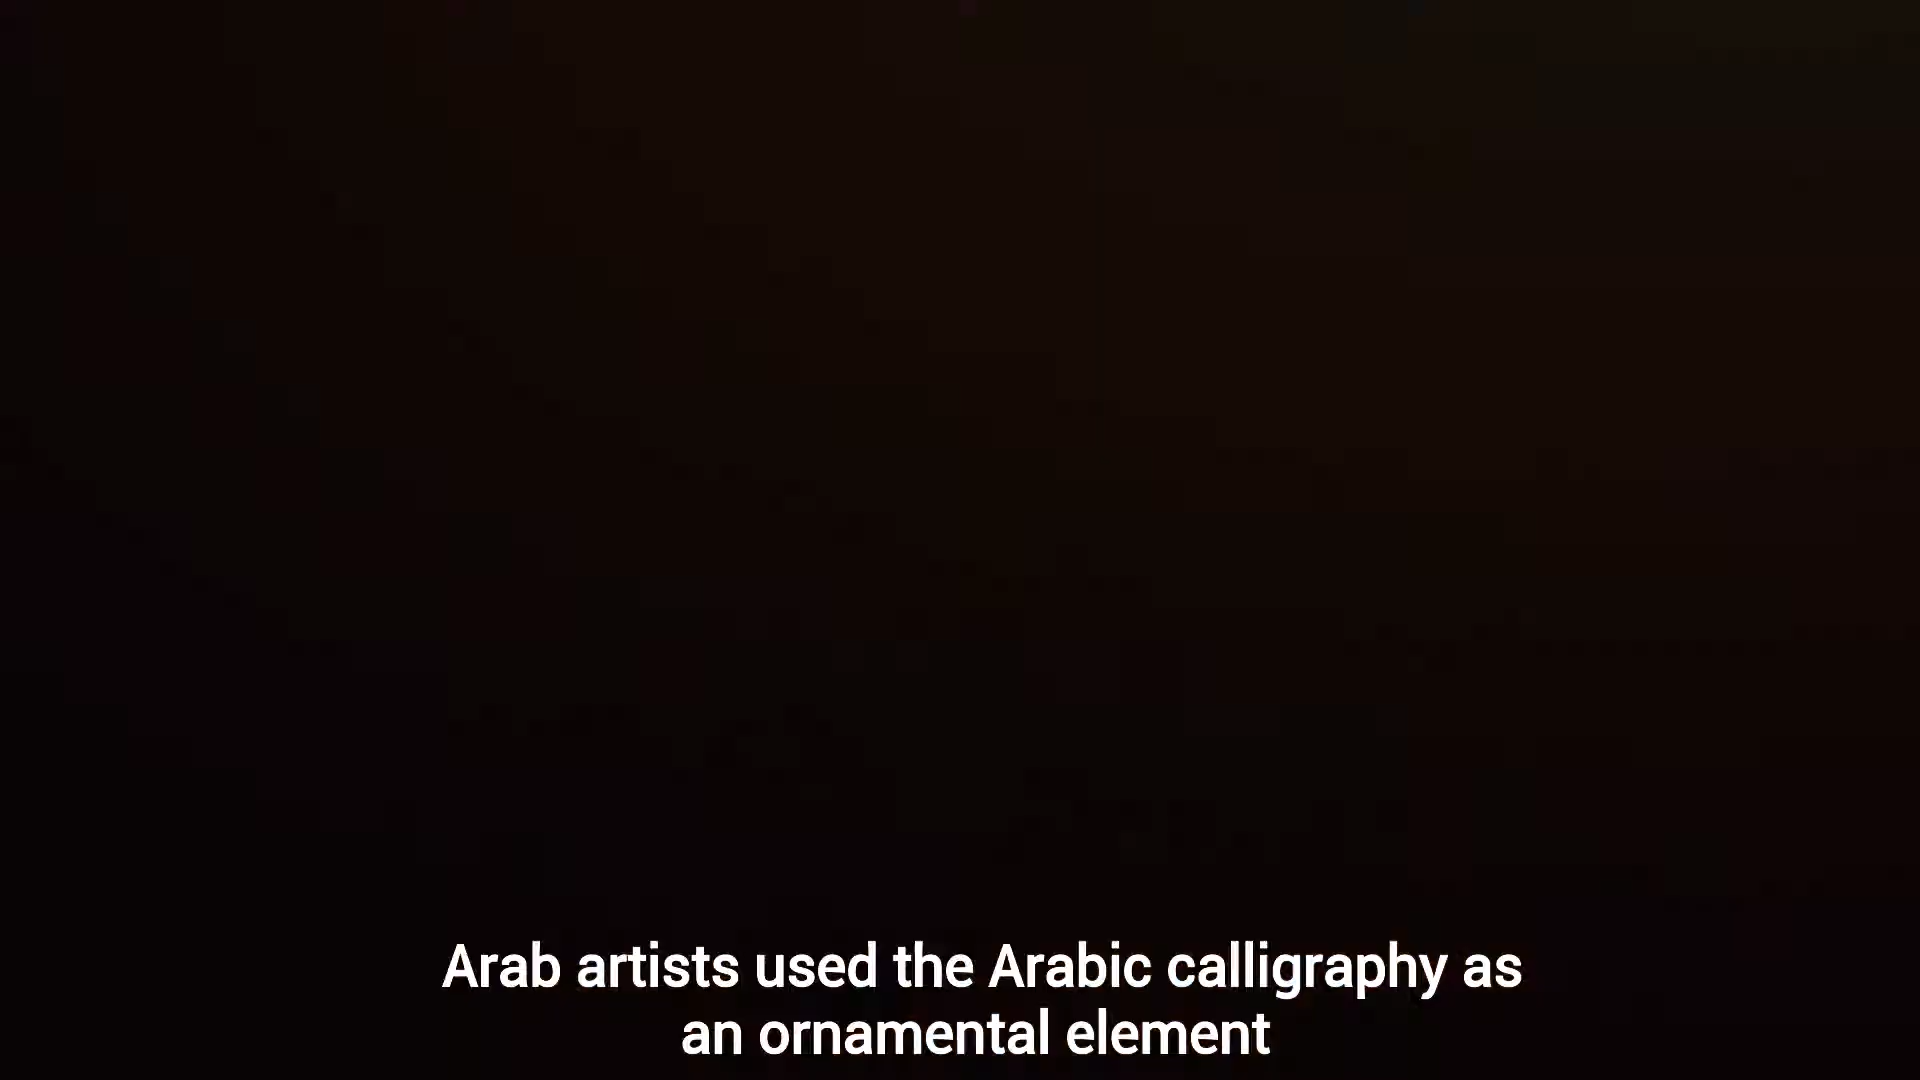 Arab artists used the Arabic calligraphy as
an ornamental element